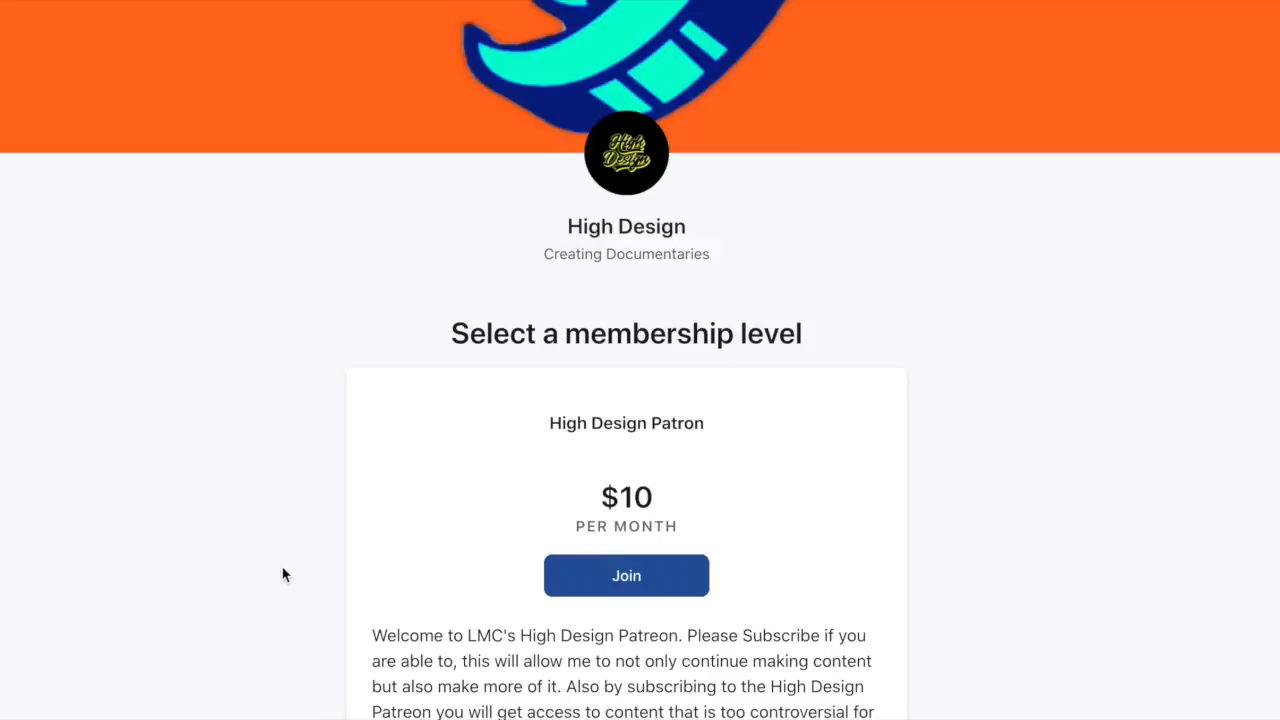 High
Design
High Design
Creating Documentaries
Select a membership level
High Design Patron
$10
PER MONTH
Join
Welcome to LMC's High Design Patreon. Please Subscribe if you
are able to, this will allow me to not only continue making content
but also make more of it. Also by subscribing to the High Design
Patreon you will get access to content that is too controversial for